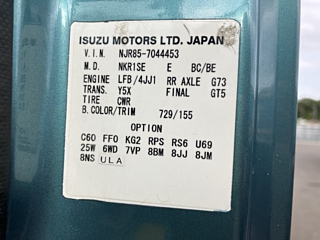 ISUZU MOTORS LTD. JAPAN
V.I.N. NJR85-7044453
M.D. NKR1SE E BC/BE
ENGINE LFB/4JJ1 RR AXLE G73
TRANS. Y5X FINAL GT5
TIRE CWR
B.COLOR/TRIM 729/155
OPTION
C60 FF0 KG2 RPS RS6 U69
25W 6WD 7VP 8BM 8JJ 8JM
8NS ULA